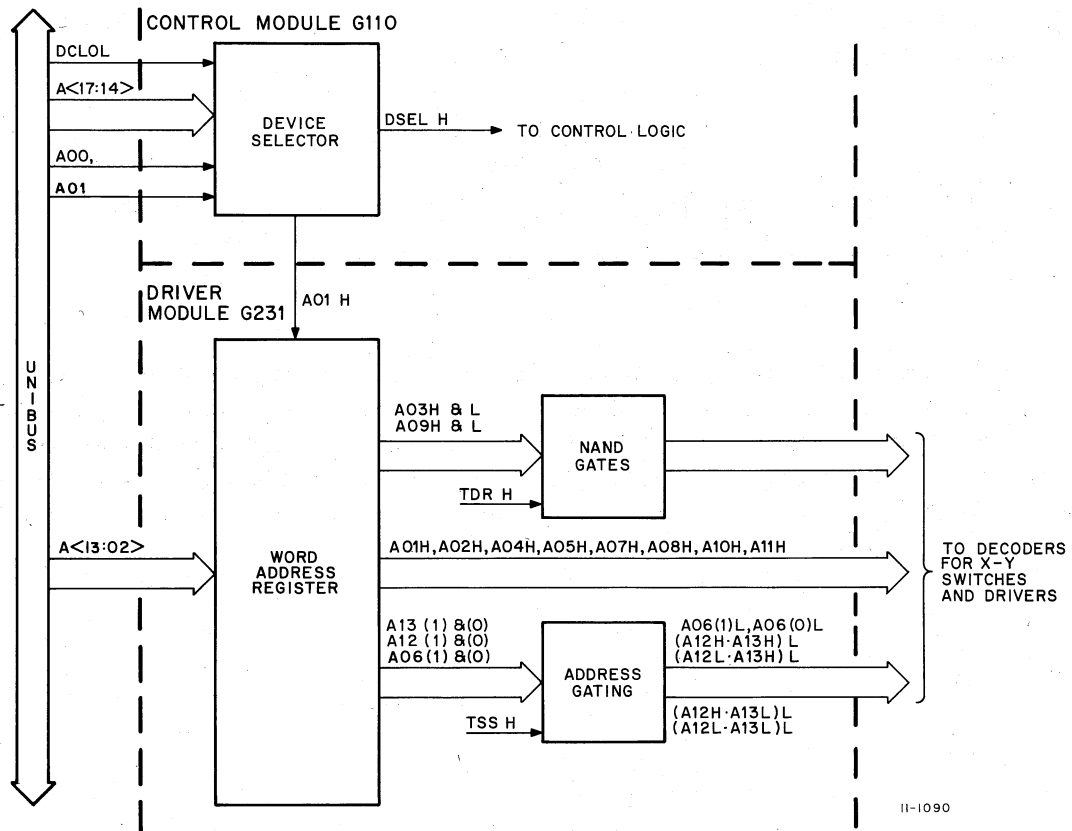 CONTROL MODULE G110
DCLOL
A<17:14>
A00,
A01
DEVICE
SELECTOR
DSEL H
TO CONTROL LOGIC
DRIVER
MODULE G231
A01 H
UNIBUS
A<13:02>
WORD
ADDRESS
REGISTER
A03H & L
A09H & L
TDR H
NAND
GATES
A01H,A02H,A04H,A05H,A07H,A08H,A10H,A11H
A13 (1) &(0)
A12 (1) &(0)
A06(1) &(0)
TSS H
ADDRESS
GATING
A06(1)L,A06(0)L
(A12H·A13H) L
(A12L·A13H) L
(A12H·A13L)L
(A12L·A13L)L
TO DECODERS
FOR X-Y
SWITCHES
AND DRIVERS
11-1090